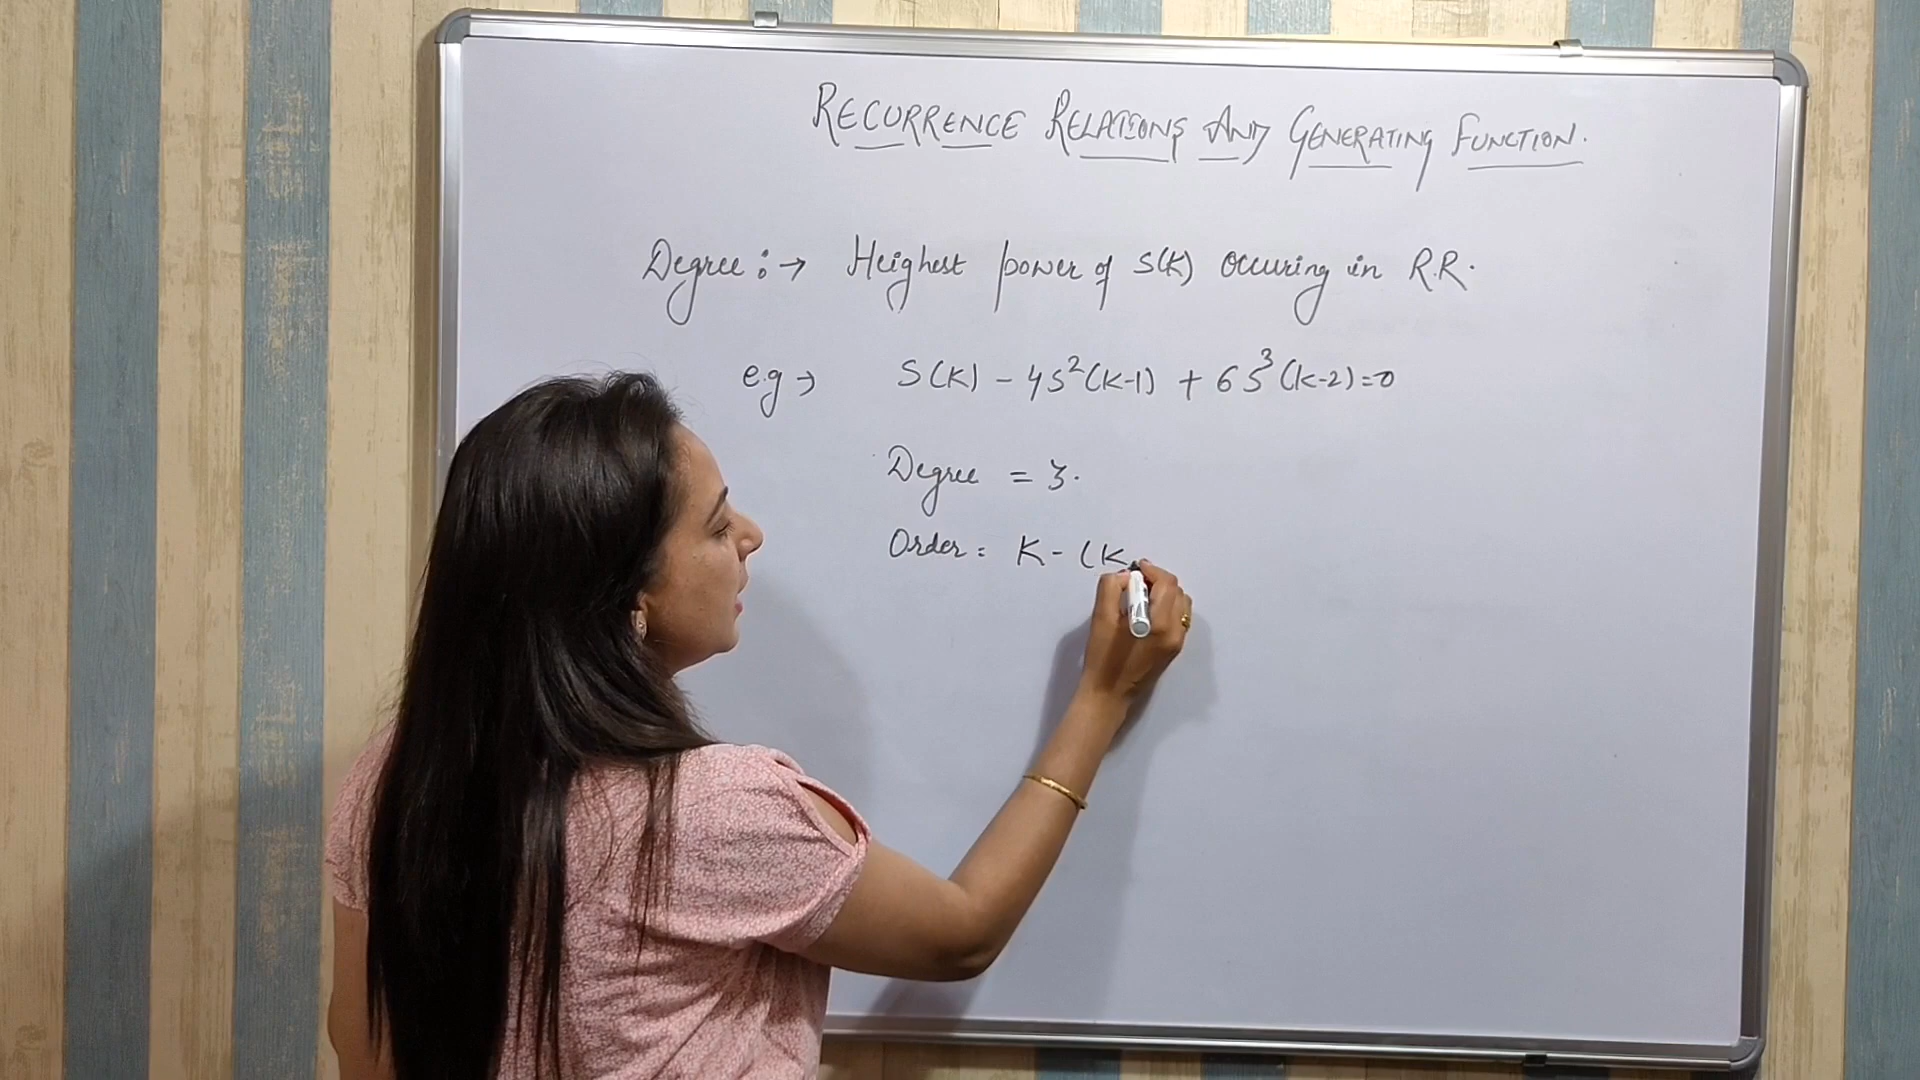 RECURRENCE RELATIONS AND GENERATING FUNCTION.
Degree :→ Heighest power of S(K) occuring in R.R.
e.g → S(K) - 4S²(K-1) + 6S³(K-2)=0
Degree = 3.
Order = K - (K